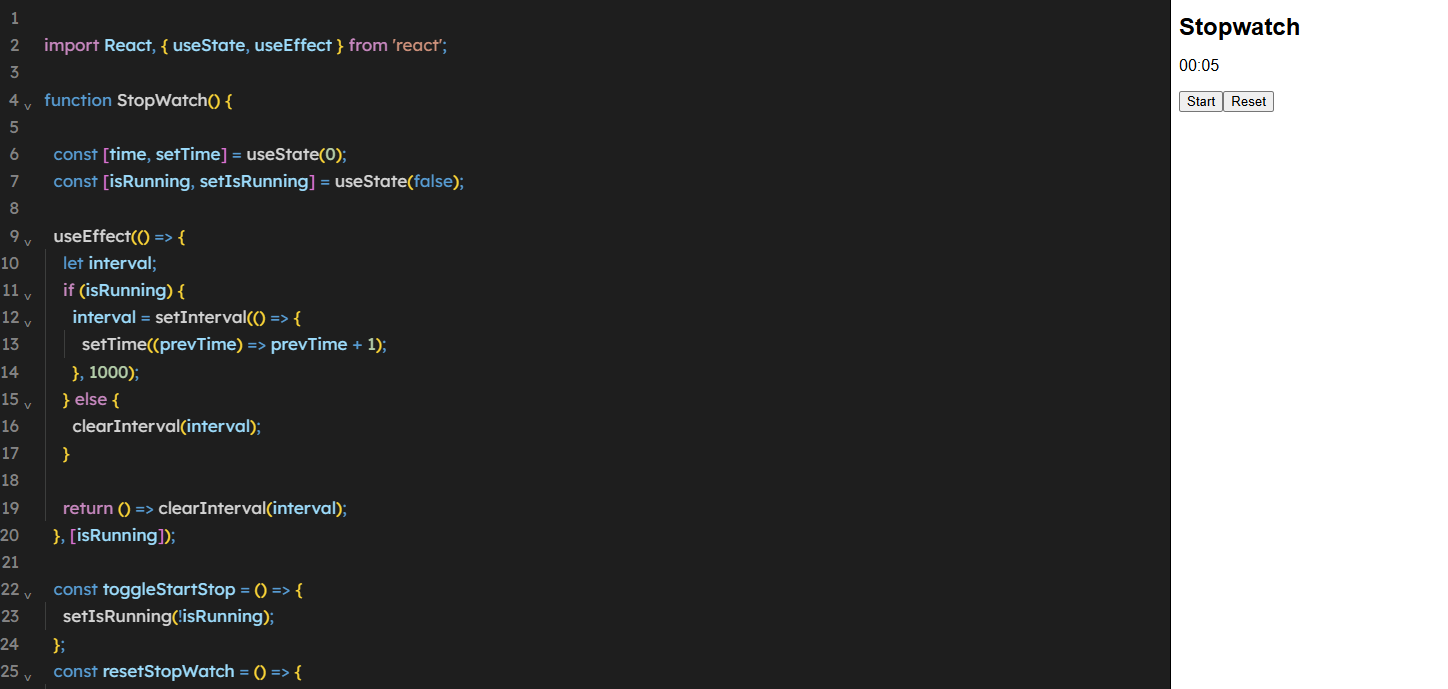 1
2 import React, { useState, useEffect } from 'react';
3
4 function StopWatch() {
5
6 const [time, setTime] = useState(0);
7 const [isRunning, setIsRunning] = useState(false);
8
9 useEffect(() => {
10 let interval;
11 if (isRunning) {
12 interval = setInterval(() => {
13 setTime((prevTime) => prevTime + 1);
14 }, 1000);
15 } else {
16 clearInterval(interval);
17 }
18
19 return () => clearInterval(interval);
20 }, [isRunning]);
21
22 const toggleStartStop = () => {
23 setIsRunning(!isRunning);
24 };
25 const resetStopWatch = () => {
Stopwatch
00:05
Start Reset